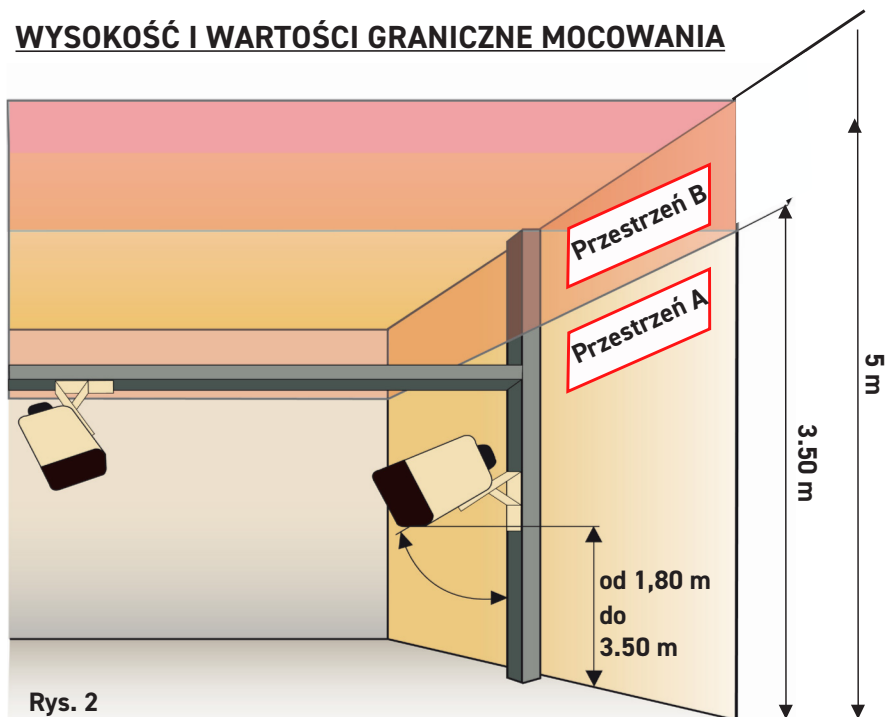 WYSOKOŚĆ I WARTOŚCI GRANICZNE MOCOWANIA
Przestrzeń B
Przestrzeń A
5 m
3.50 m
od 1,80 m
do
3.50 m
Rys. 2